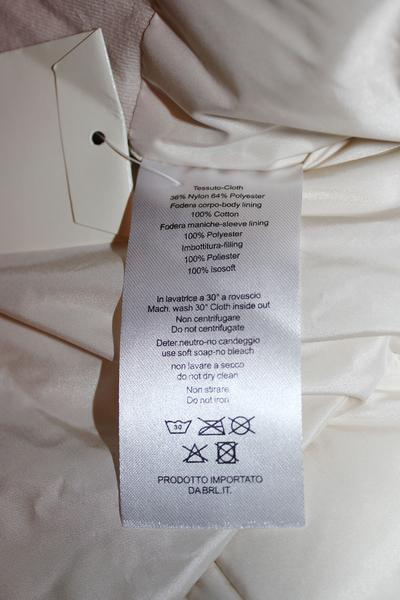 Tessuto-Cloth
36% Nylon 64% Polyester
Fodera corpo-body lining
100% Cotton
Fodera maniche-sleeve lining
100% Polyester
Imbottitura-filling
100% Poliester
100% Isosoft
In lavatrice a 30° a rovescio
Mach. wash 30° Cloth inside out
Non centrifugare
Do not centrifugate
Deter.neutro-no candeggio
use soft soap-no bleach
non lavare a secco
do not dry clean
Non stirare
Do not iron
30
PRODOTTO IMPORTATO
DA BRL.IT.